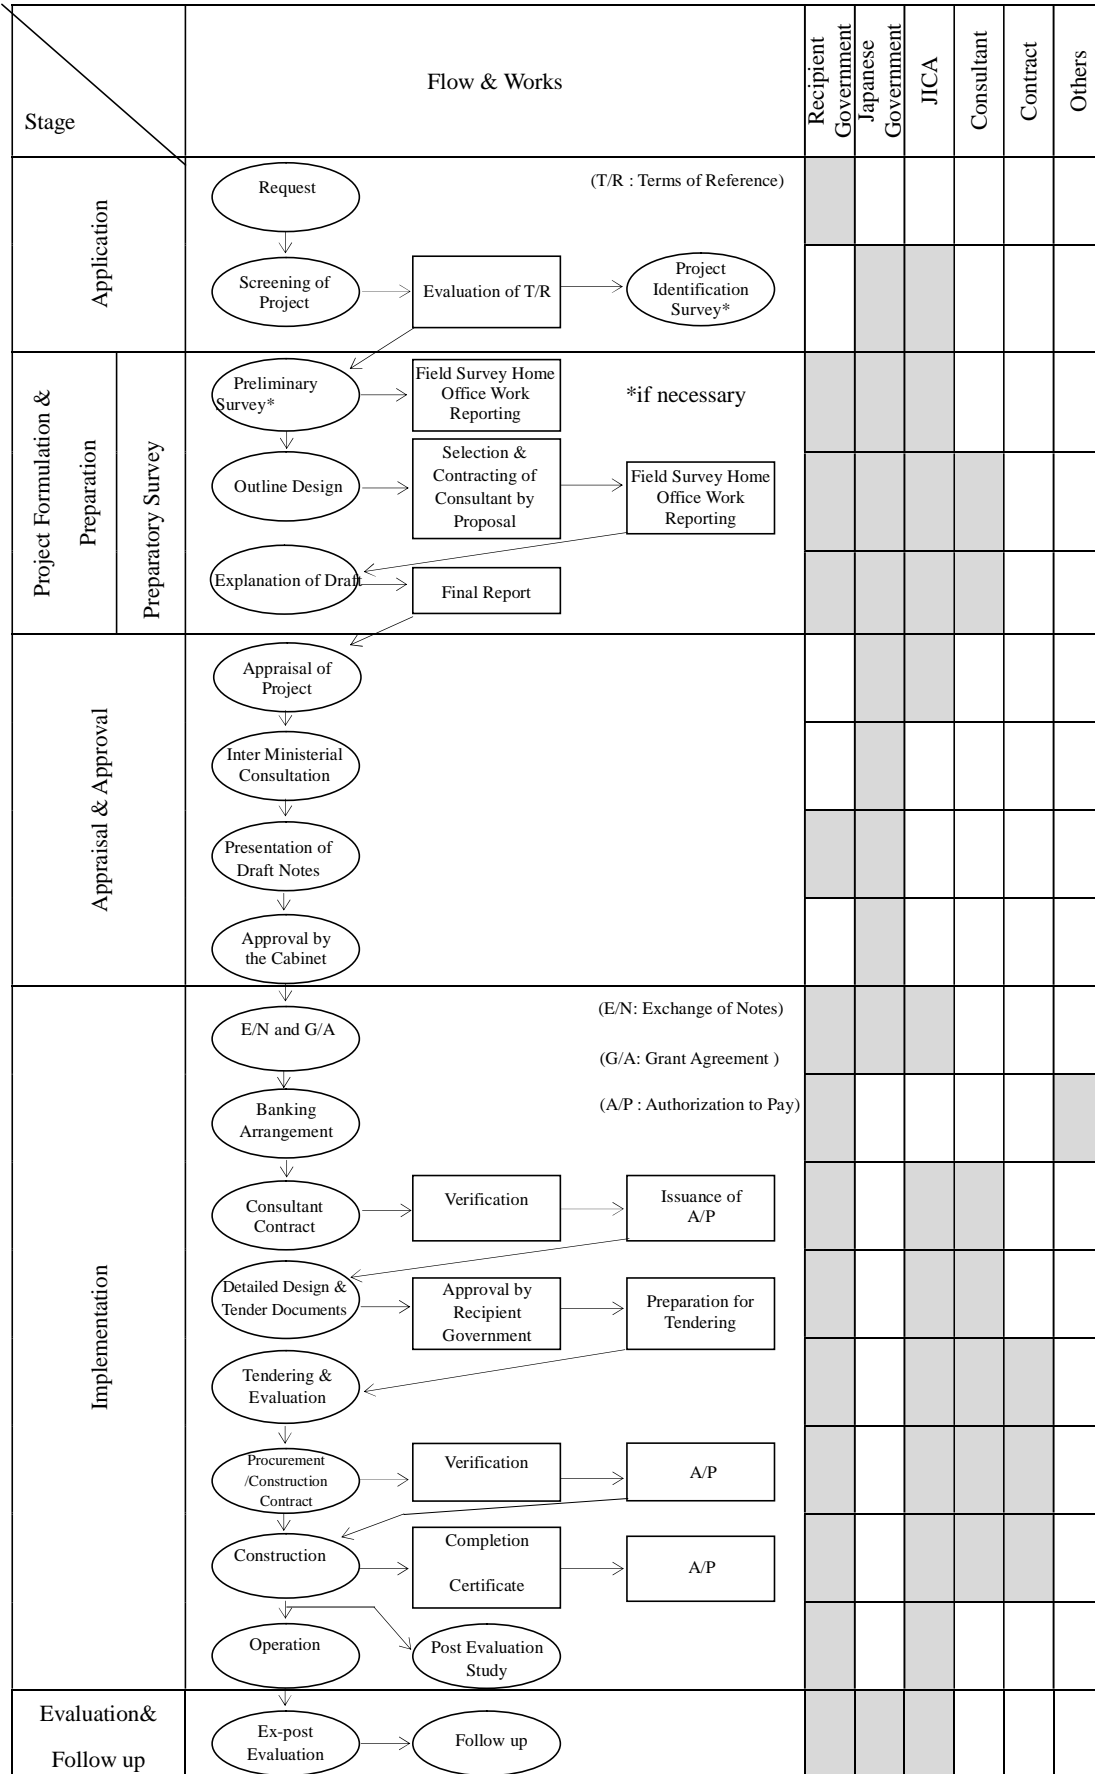 Stage
Flow & Works
Recipient
Government
Japanese
Government
JICA
Consultant
Contract
Others
Application
Request
(T/R : Terms of Reference)
Screening of
Project
Evaluation of T/R
Project
Identification
Survey*
Project Formulation &
Preparation
Preparatory Survey
Preliminary
Survey*
Field Survey Home
Office Work
Reporting
*if necessary
Outline Design
Selection &
Contracting of
Consultant by
Proposal
Field Survey Home
Office Work
Reporting
Explanation of Draft
Final Report
Appraisal & Approval
Appraisal of
Project
Inter Ministerial
Consultation
Presentation of
Draft Notes
Approval by
the Cabinet
Implementation
E/N and G/A
(E/N: Exchange of Notes)
(G/A: Grant Agreement )
(A/P : Authorization to Pay)
Banking
Arrangement
Consultant
Contract
Verification
Issuance of
A/P
Detailed Design &
Tender Documents
Approval by
Recipient
Government
Preparation for
Tendering
Tendering &
Evaluation
Procurement
/Construction
Contract
Verification
A/P
Construction
Completion
Certificate
A/P
Operation
Post Evaluation
Study
Evaluation&
Follow up
Ex-post
Evaluation
Follow up